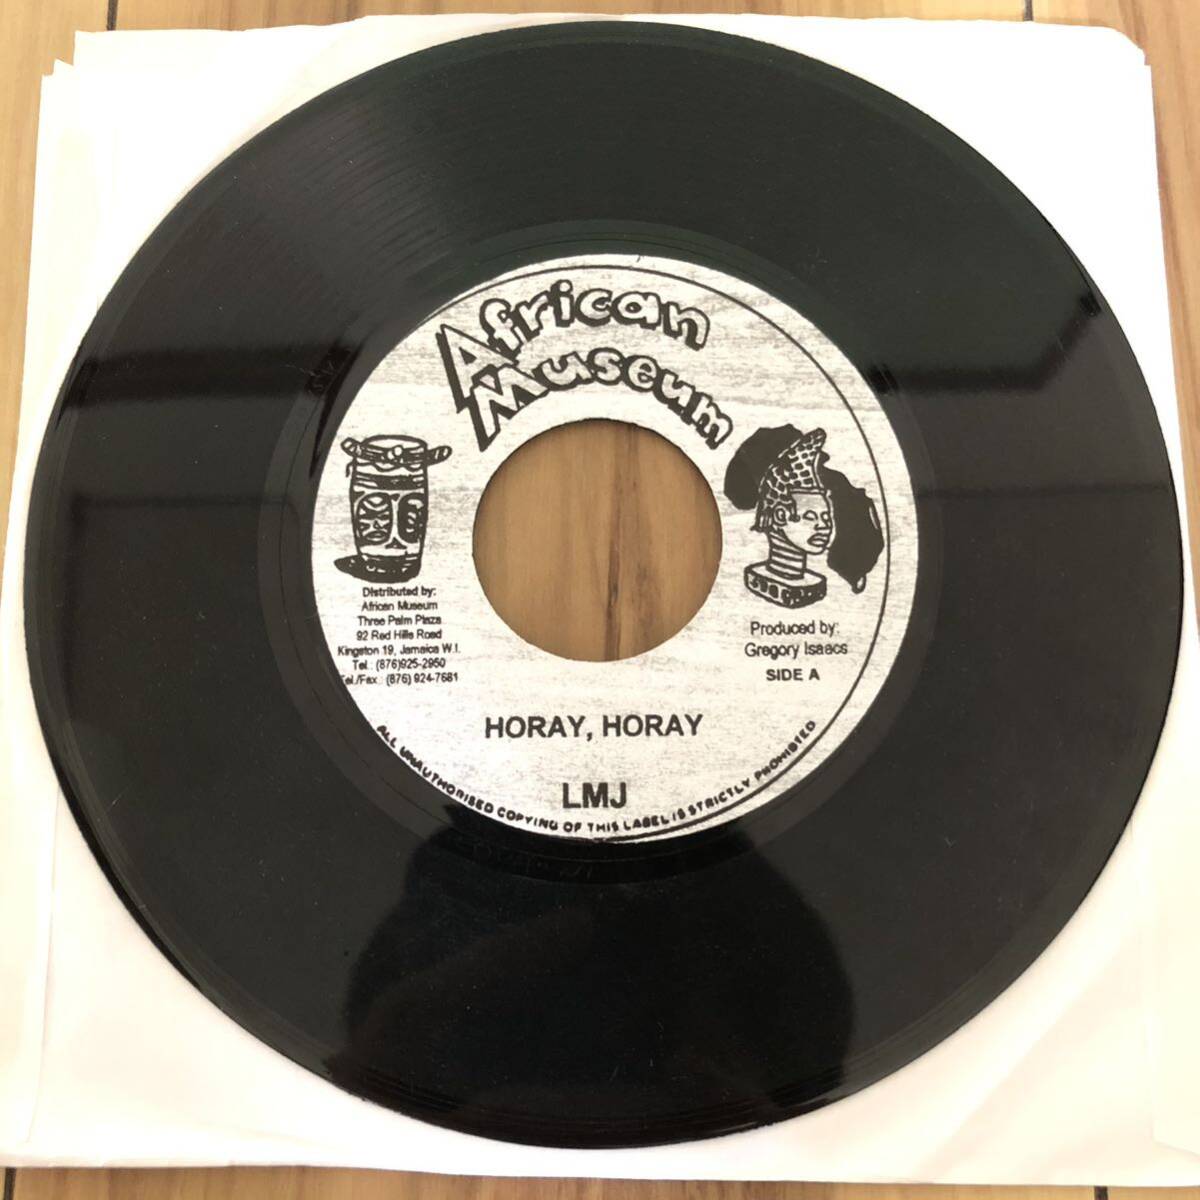 African
Museum
Distributed by:
African Museum
Three Palm Plaza
92 Red Hills Road
Kingston 19, Jamaica W.I.
Tel.: (876)925-2950
Tel./Fax.: (876) 924-7681
Produced by:
Gregory Isaacs
SIDE A
HORAY, HORAY
LMJ
ALL UNAUTHORISED COPYING OF THIS LABEL IS STRICTLY PROHIBITED